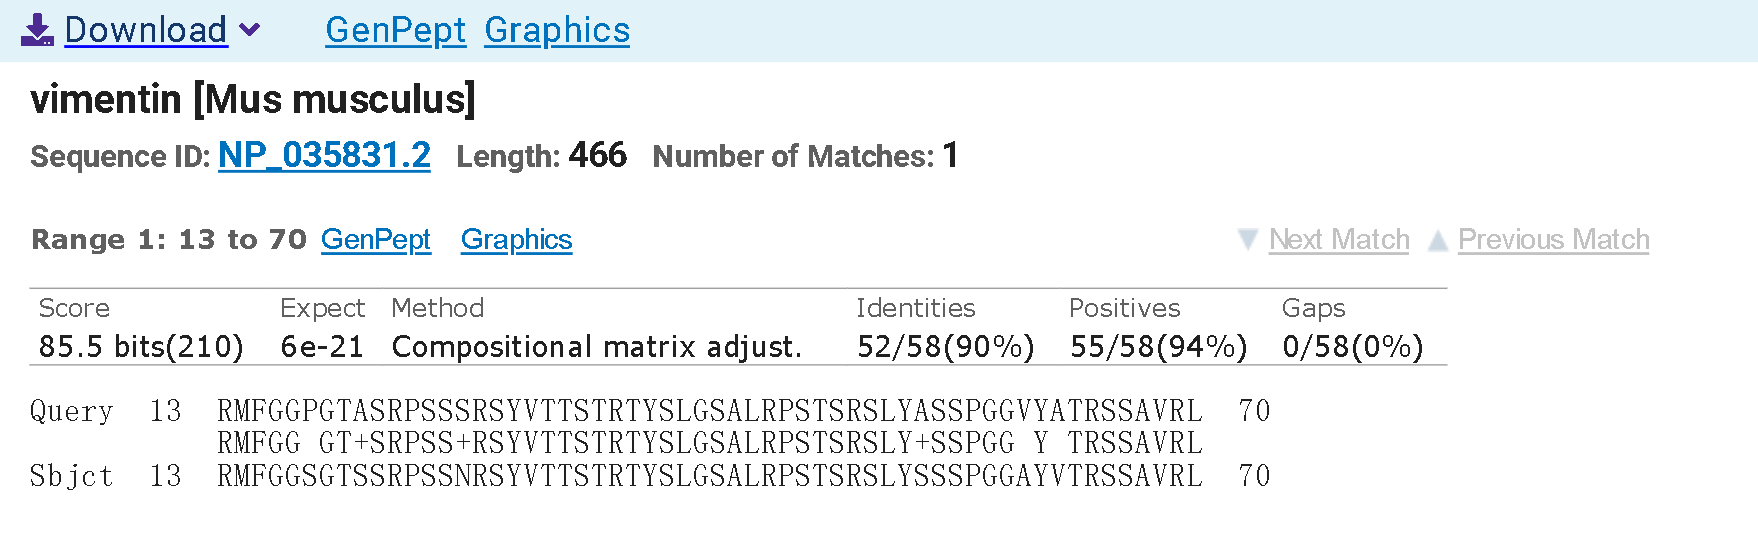 Download GenPept Graphics
vimentin [Mus musculus]
Sequence ID: NP_035831.2 Length: 466 Number of Matches: 1
Range 1: 13 to 70 GenPept Graphics Next Match Previous Match
Score Expect Method Identities Positives Gaps
85.5 bits(210) 6e-21 Compositional matrix adjust. 52/58(90%) 55/58(94%) 0/58(0%)
Query 13 RMFGGPGTASRPSSSRSYVTTSTRTYSLGSALRPSTSRSLYASSPGGVYATRSSAVRL 70
RMFGG GT+SRPSS+RSYVTTSTRTYSLGSALRPSTSRSLY+SSPGG Y TRSSAVRL
Sbjct 13 RMFGGSGTSSRPSSNRSYVTTSTRTYSLGSALRPSTSRSLYSSSPGGAYVTRSSAVRL 70